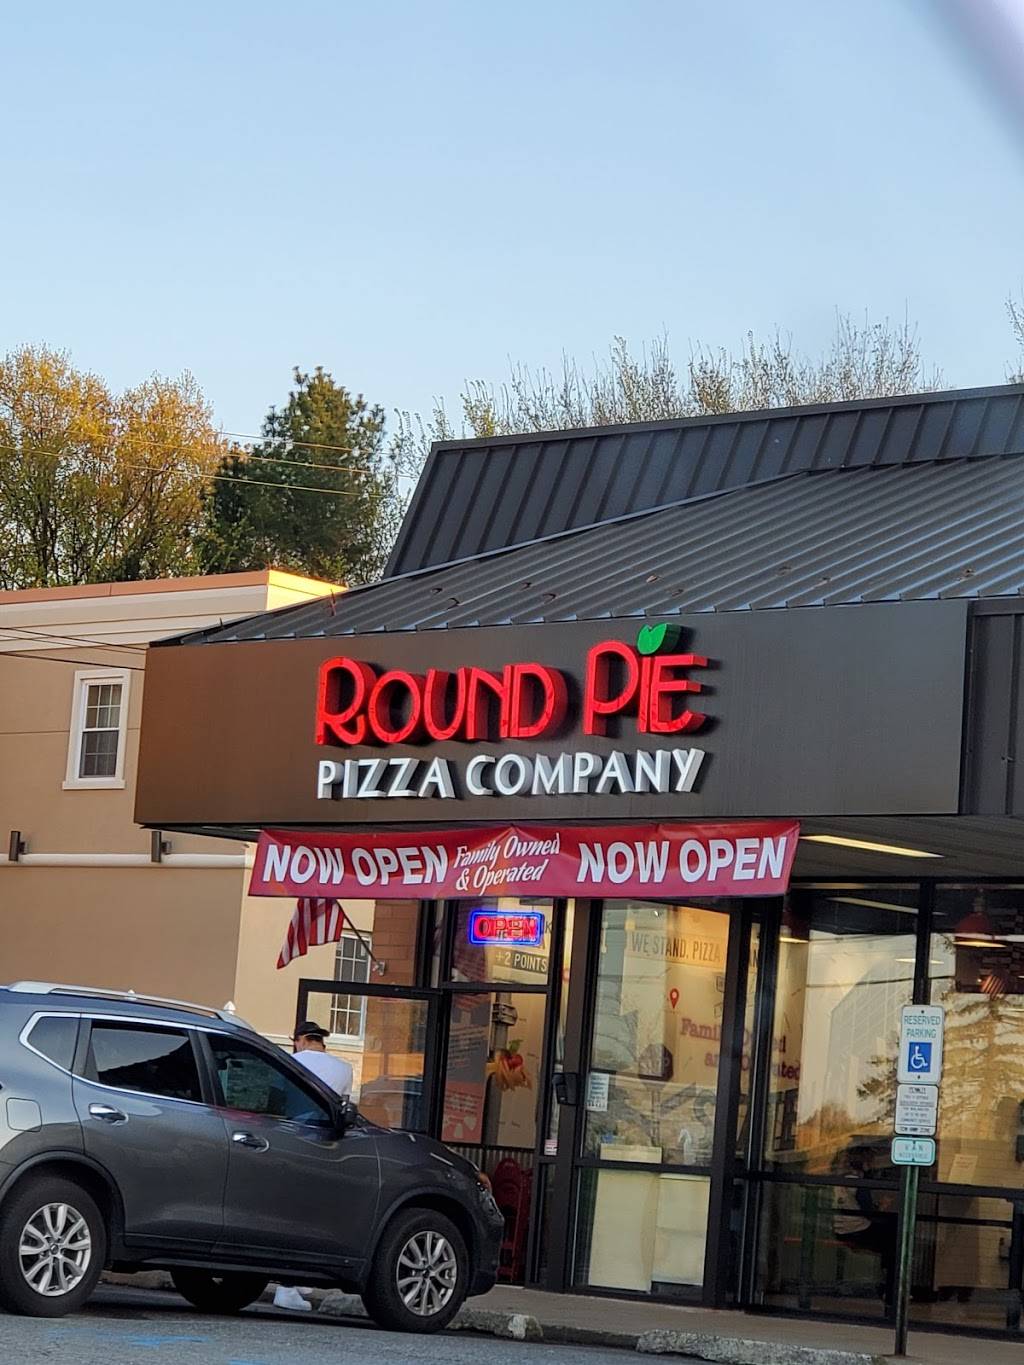 ROUND PIE
PIZZA COMPANY
NOW OPEN Family Owned & Operated NOW OPEN
OPEN
+2 POINTS
WE STAND. PIZZA
RESERVED
PARKING